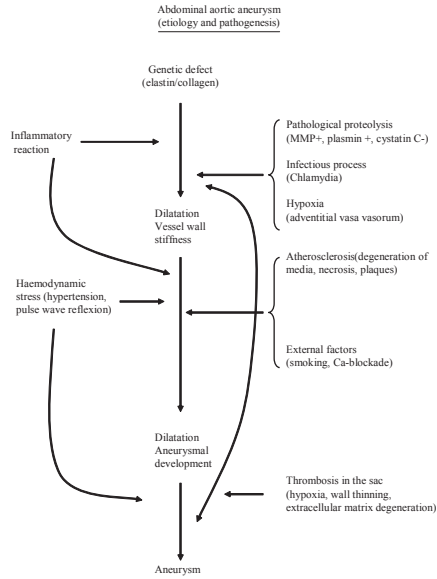 Abdominal aortic aneurysm
(etiology and pathogenesis)
Genetic defect
(elastin/collagen)
Inflammatory
reaction
Pathological proteolysis
(MMP+, plasmin +, cystatin C-)
Infectious process
(Chlamydia)
Hypoxia
(adventitial vasa vasorum)
Dilatation
Vessel wall
stiffness
Atherosclerosis(degeneration of
media, necrosis, plaques)
Haemodynamic
stress (hypertension,
pulse wave reflexion)
External factors
(smoking, Ca-blockade)
Dilatation
Aneurysmal
development
Thrombosis in the sac
(hypoxia, wall thinning,
extracellular matrix degeneration)
Aneurysm